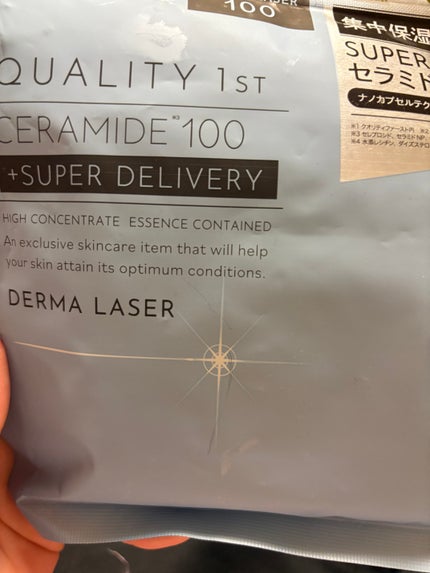 100
QUALITY 1ST
CERAMIDE※3 100
+SUPER DELIVERY
HIGH CONCENTRATE ESSENCE CONTAINED
An exclusive skincare item that will help
your skin attain its optimum conditions.
DERMA LASER
集中保湿
SUPER
セラミド
ナノカプセルテク
※1 クオリティファースト内 ※2
※3 セレブロシド、セラミドNP
※4 水添レシチン、ダイズステロ